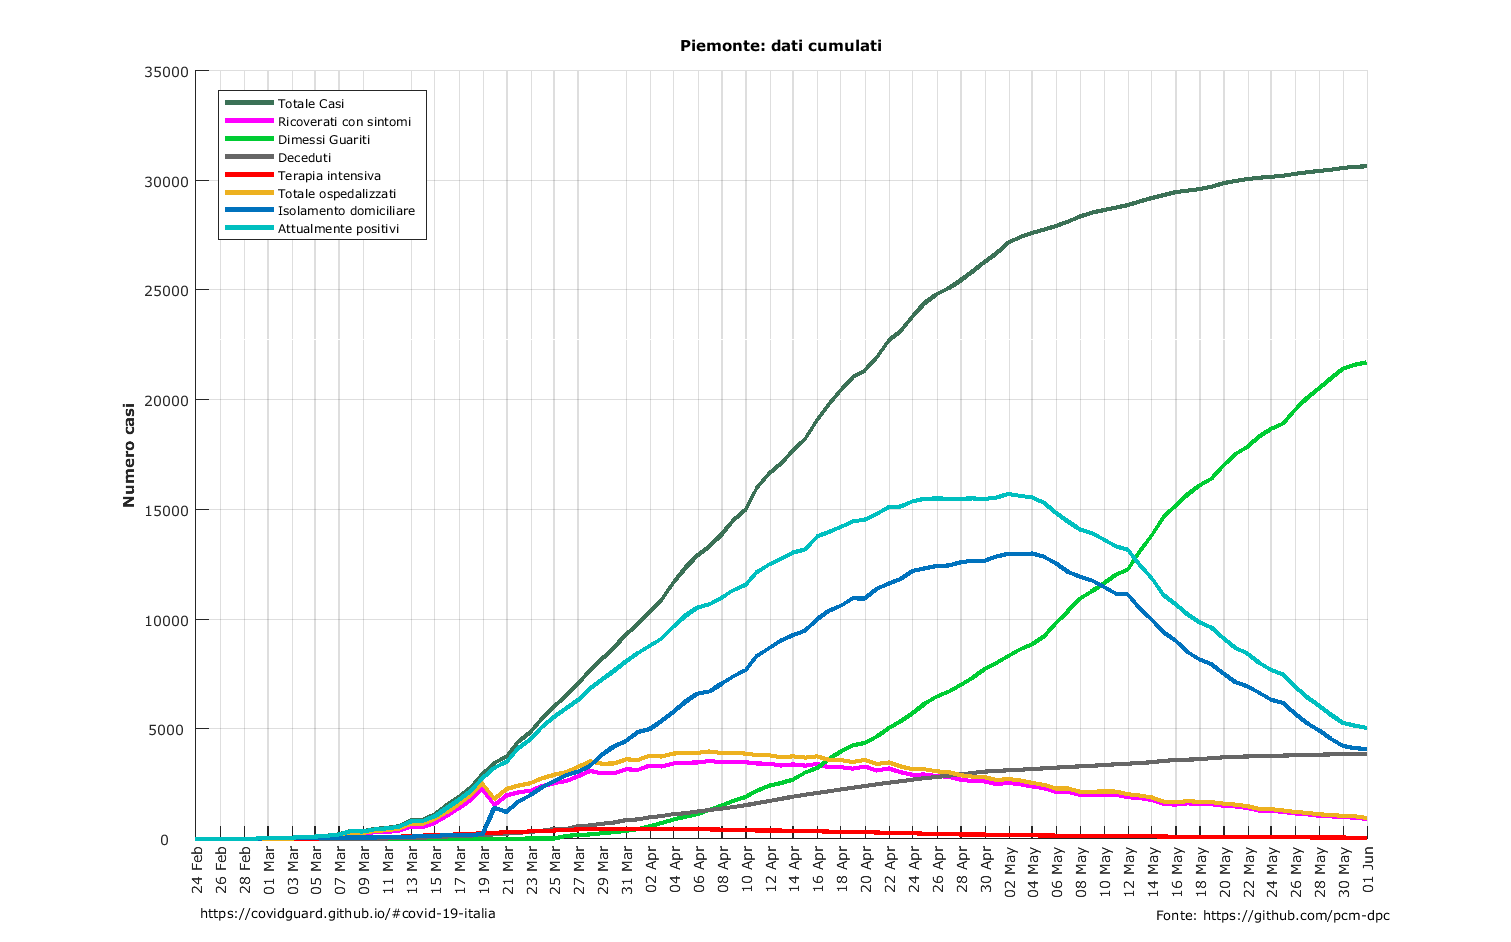 Piemonte: dati cumulati
35000
30000
25000
20000
15000
10000
5000
0
Numero casi
Totale Casi
Ricoverati con sintomi
Dimessi Guariti
Deceduti
Terapia intensiva
Totale ospedalizzati
Isolamento domiciliare
Attualmente positivi
24 Feb
26 Feb
28 Feb
01 Mar
03 Mar
05 Mar
07 Mar
09 Mar
11 Mar
13 Mar
15 Mar
17 Mar
19 Mar
21 Mar
23 Mar
25 Mar
27 Mar
29 Mar
31 Mar
02 Apr
04 Apr
06 Apr
08 Apr
10 Apr
12 Apr
14 Apr
16 Apr
18 Apr
20 Apr
22 Apr
24 Apr
26 Apr
28 Apr
30 Apr
02 May
04 May
06 May
08 May
10 May
12 May
14 May
16 May
18 May
20 May
22 May
24 May
26 May
28 May
30 May
01 Jun
https://covidguard.github.io/#covid-19-italia
Fonte: https://github.com/pcm-dpc